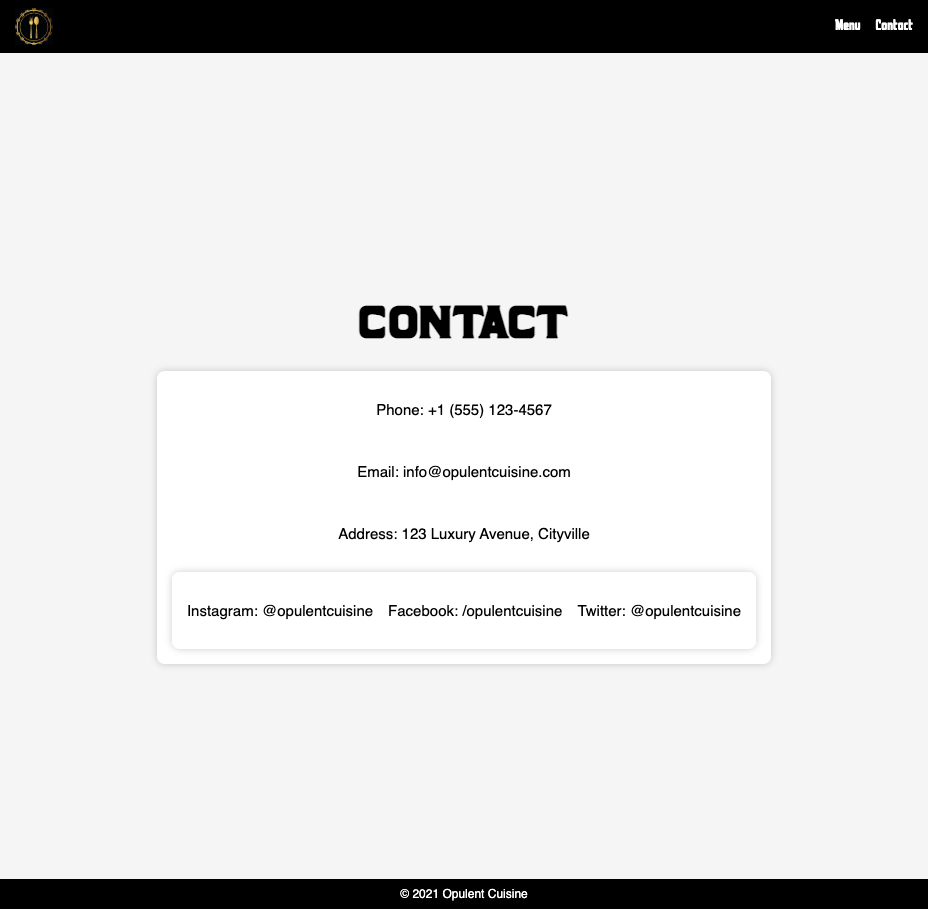 Menu Contact
CONTACT
Phone: +1 (555) 123-4567
Email: info@opulentcuisine.com
Address: 123 Luxury Avenue, Cityville
Instagram: @opulentcuisine Facebook: /opulentcuisine Twitter: @opulentcuisine
© 2021 Opulent Cuisine